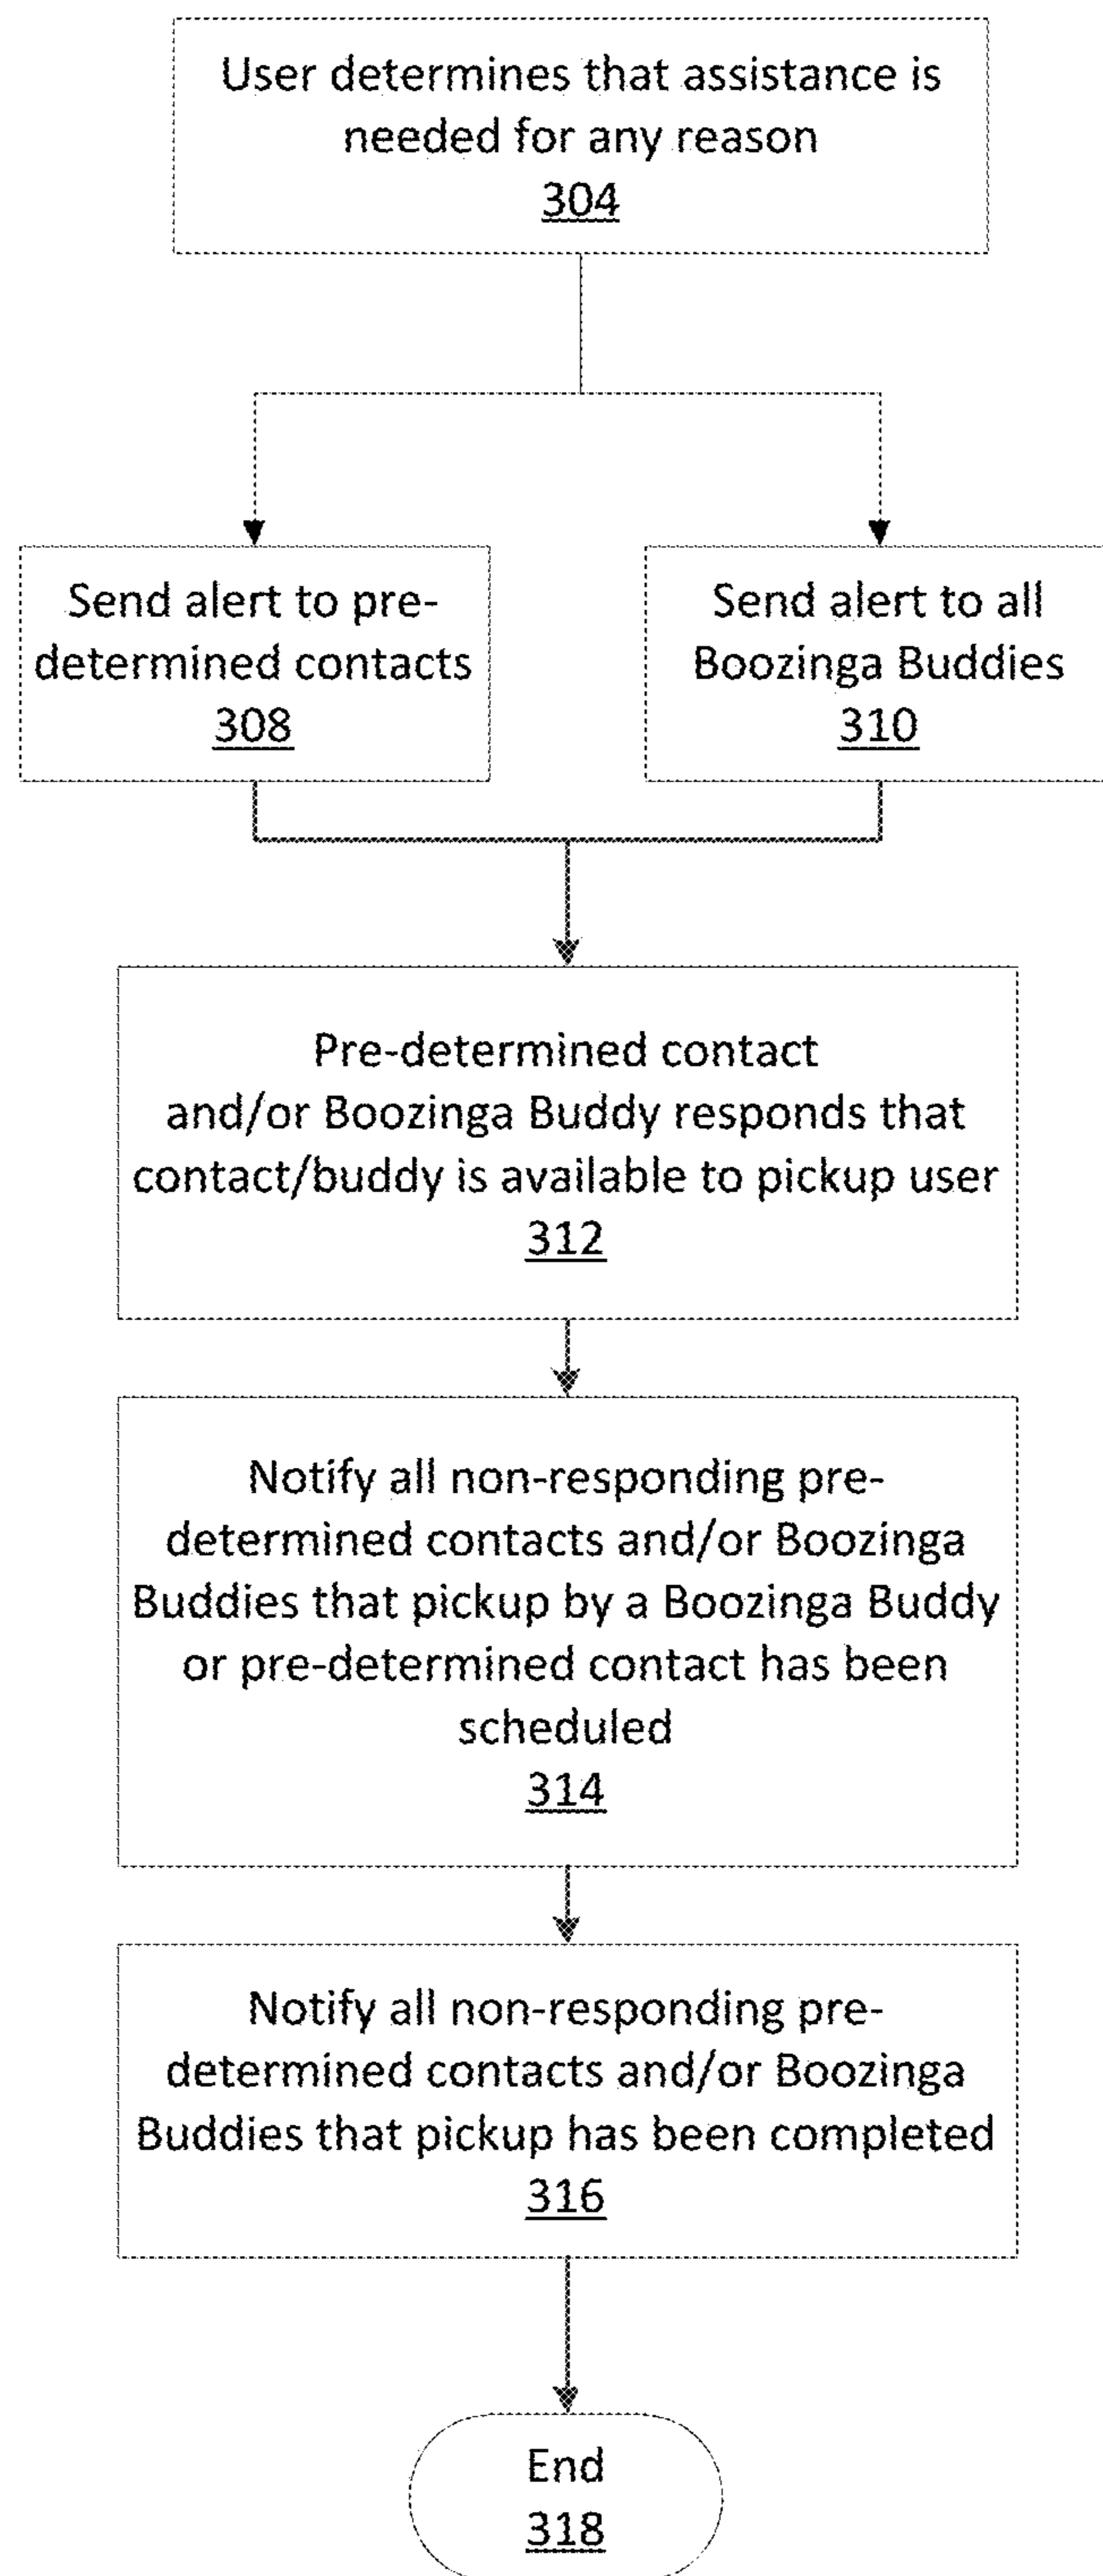 User determines that assistance is
needed for any reason
304
Send alert to pre-
determined contacts
308
Send alert to all
Boozinga Buddies
310
Pre-determined contact
and/or Boozinga Buddy responds that
contact/buddy is available to pickup user
312
Notify all non-responding pre-
determined contacts and/or Boozinga
Buddies that pickup by a Boozinga Buddy
or pre-determined contact has been
scheduled
314
Notify all non-responding pre-
determined contacts and/or Boozinga
Buddies that pickup has been completed
316
End
318